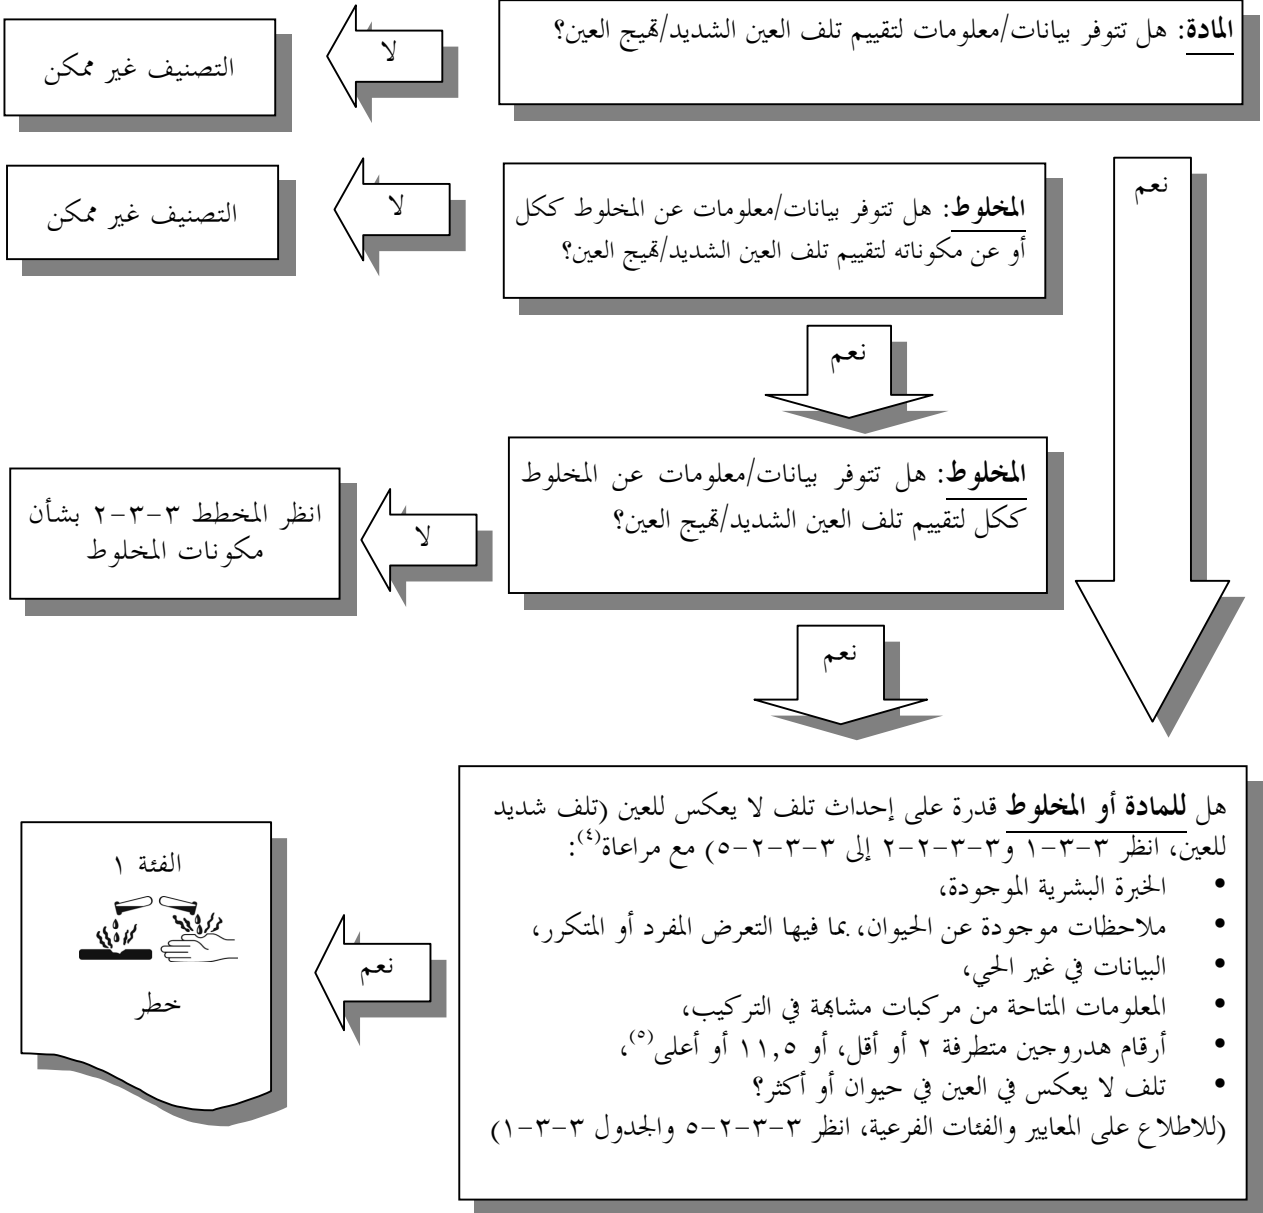 المادة: هل تتوفر بيانات/معلومات لتقييم تلف العين الشديد/تهيج العين؟
لا
التصنيف غير ممكن
نعم
المخلوط: هل تتوفر بيانات/معلومات عن المخلوط ككل
أو عن مكوناته لتقييم تلف العين الشديد/تهيج العين؟
لا
التصنيف غير ممكن
نعم
المخلوط: هل تتوفر بيانات/معلومات عن المخلوط
ككل لتقييم تلف العين الشديد/تهيج العين؟
لا
انظر المخطط ٣-٣-٢ بشأن
مكونات المخلوط
نعم
هل للمادة أو المخلوط قدرة على إحداث تلف لا يعكس للعين (تلف شديد
للعين، انظر ٣-٣-١ و٣-٣-٢-٢ إلى ٣-٣-٢-٥) مع مراعاة(٤):
• الخبرة البشرية الموجودة،
• ملاحظات موجودة عن الحيوان، بما فيها التعرض المفرد أو المتكرر،
• البيانات في غير الحي،
• المعلومات المتاحة من مركبات مشابهة في التركيب،
• أرقام هدروجين متطرفة ٢ أو أقل، أو ١١,٥ أو أعلى(٥)،
• تلف لا يعكس في العين في حيوان أو أكثر؟
(للاطلاع على المعايير والفئات الفرعية، انظر ٣-٣-٢-٥ والجدول ٣-٣-١)
نعم
الفئة ١
خطر